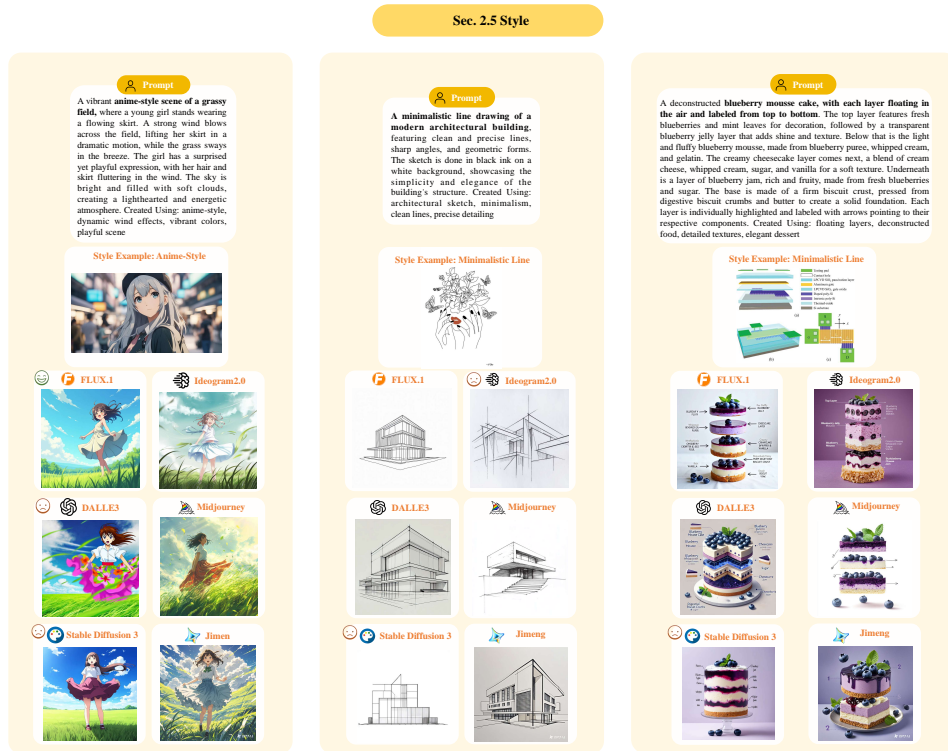 Sec. 2.5 Style
Prompt
A vibrant anime-style scene of a grassy
field, where a young girl stands wearing
a flowing skirt. A strong wind blows
across the field, lifting her skirt in a
dramatic motion, while the grass sways
in the breeze. The girl has a surprised
yet playful expression, with her hair and
skirt fluttering in the wind. The sky is
bright and filled with soft clouds,
creating a lighthearted and energetic
atmosphere. Created Using: anime-style,
dynamic wind effects, vibrant colors,
playful scene
Style Example: Anime-Style
FLUX.1
Ideogram2.0
DALLE3
Midjourney
Stable Diffusion 3
Jimen
Prompt
A minimalistic line drawing of a
modern architectural building,
featuring clean and precise lines,
sharp angles, and geometric forms.
The sketch is done in black ink on a
white background, showcasing the
simplicity and elegance of the
building's structure. Created Using:
architectural sketch, minimalism,
clean lines, precise detailing
Style Example: Minimalistic Line
FLUX.1
Ideogram2.0
DALLE3
Midjourney
Stable Diffusion 3
Jimeng
Prompt
A deconstructed blueberry mousse cake, with each layer floating in
the air and labeled from top to bottom. The top layer features fresh
blueberries and mint leaves for decoration, followed by a transparent
blueberry jelly layer that adds shine and texture. Below that is the light
and fluffy blueberry mousse, made from blueberry puree, whipped cream,
and gelatin. The creamy cheesecake layer comes next, a blend of cream
cheese, whipped cream, sugar, and vanilla for a soft texture. Underneath
is a layer of blueberry jam, rich and fruity, made from fresh blueberries
and sugar. The base is made of a firm biscuit crust, pressed from
digestive biscuit crumbs and butter to create a solid foundation. Each
layer is individually highlighted and labeled with arrows pointing to their
respective components. Created Using: floating layers, deconstructed
food, detailed textures, elegant dessert
Style Example: Minimalistic Line
(a)
(b)
(c)
FLUX.1
Ideogram2.0
DALLE3
Midjourney
Stable Diffusion 3
Jimeng